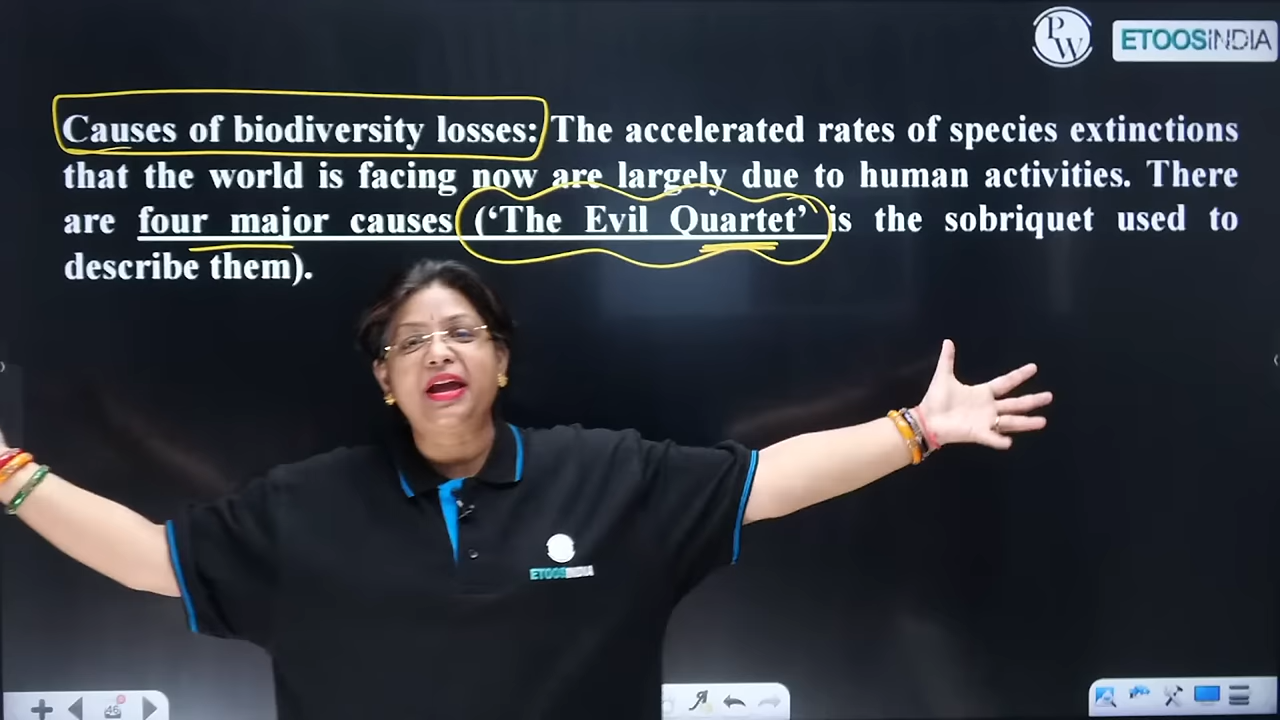 PW
ETOOSINDIA
Causes of biodiversity losses: The accelerated rates of species extinctions
that the world is facing now are largely due to human activities. There
are four major causes (‘The Evil Quartet’ is the sobriquet used to
describe them).
ETOOSINDIA
46